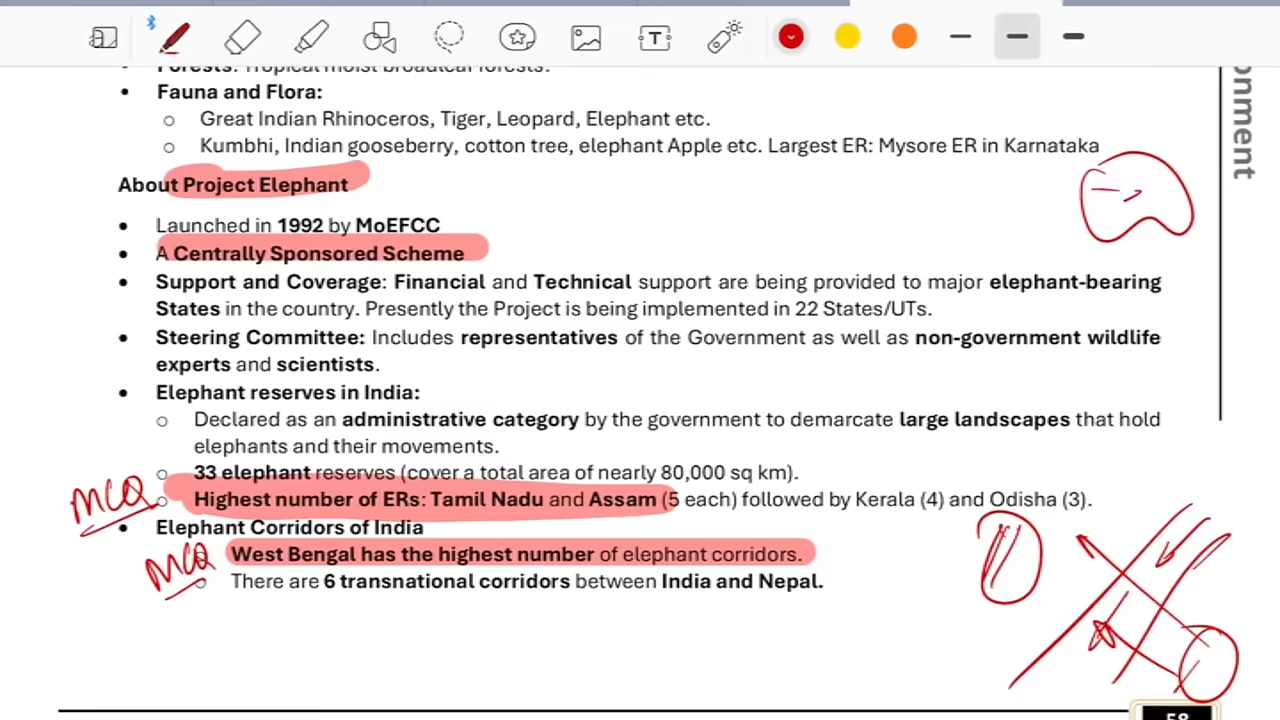 Forests: Tropical moist broadleaf forests.
• Fauna and Flora:
o Great Indian Rhinoceros, Tiger, Leopard, Elephant etc.
o Kumbhi, Indian gooseberry, cotton tree, elephant Apple etc. Largest ER: Mysore ER in Karnataka
About Project Elephant
• Launched in 1992 by MoEFCC
• A Centrally Sponsored Scheme
• Support and Coverage: Financial and Technical support are being provided to major elephant-bearing
States in the country. Presently the Project is being implemented in 22 States/UTs.
• Steering Committee: Includes representatives of the Government as well as non-government wildlife
experts and scientists.
• Elephant reserves in India:
o Declared as an administrative category by the government to demarcate large landscapes that hold
elephants and their movements.
o 33 elephant reserves (cover a total area of nearly 80,000 sq km).
MCQ
o Highest number of ERs: Tamil Nadu and Assam (5 each) followed by Kerala (4) and Odisha (3).
• Elephant Corridors of India
MCQ
West Bengal has the highest number of elephant corridors.
o There are 6 transnational corridors between India and Nepal.
58